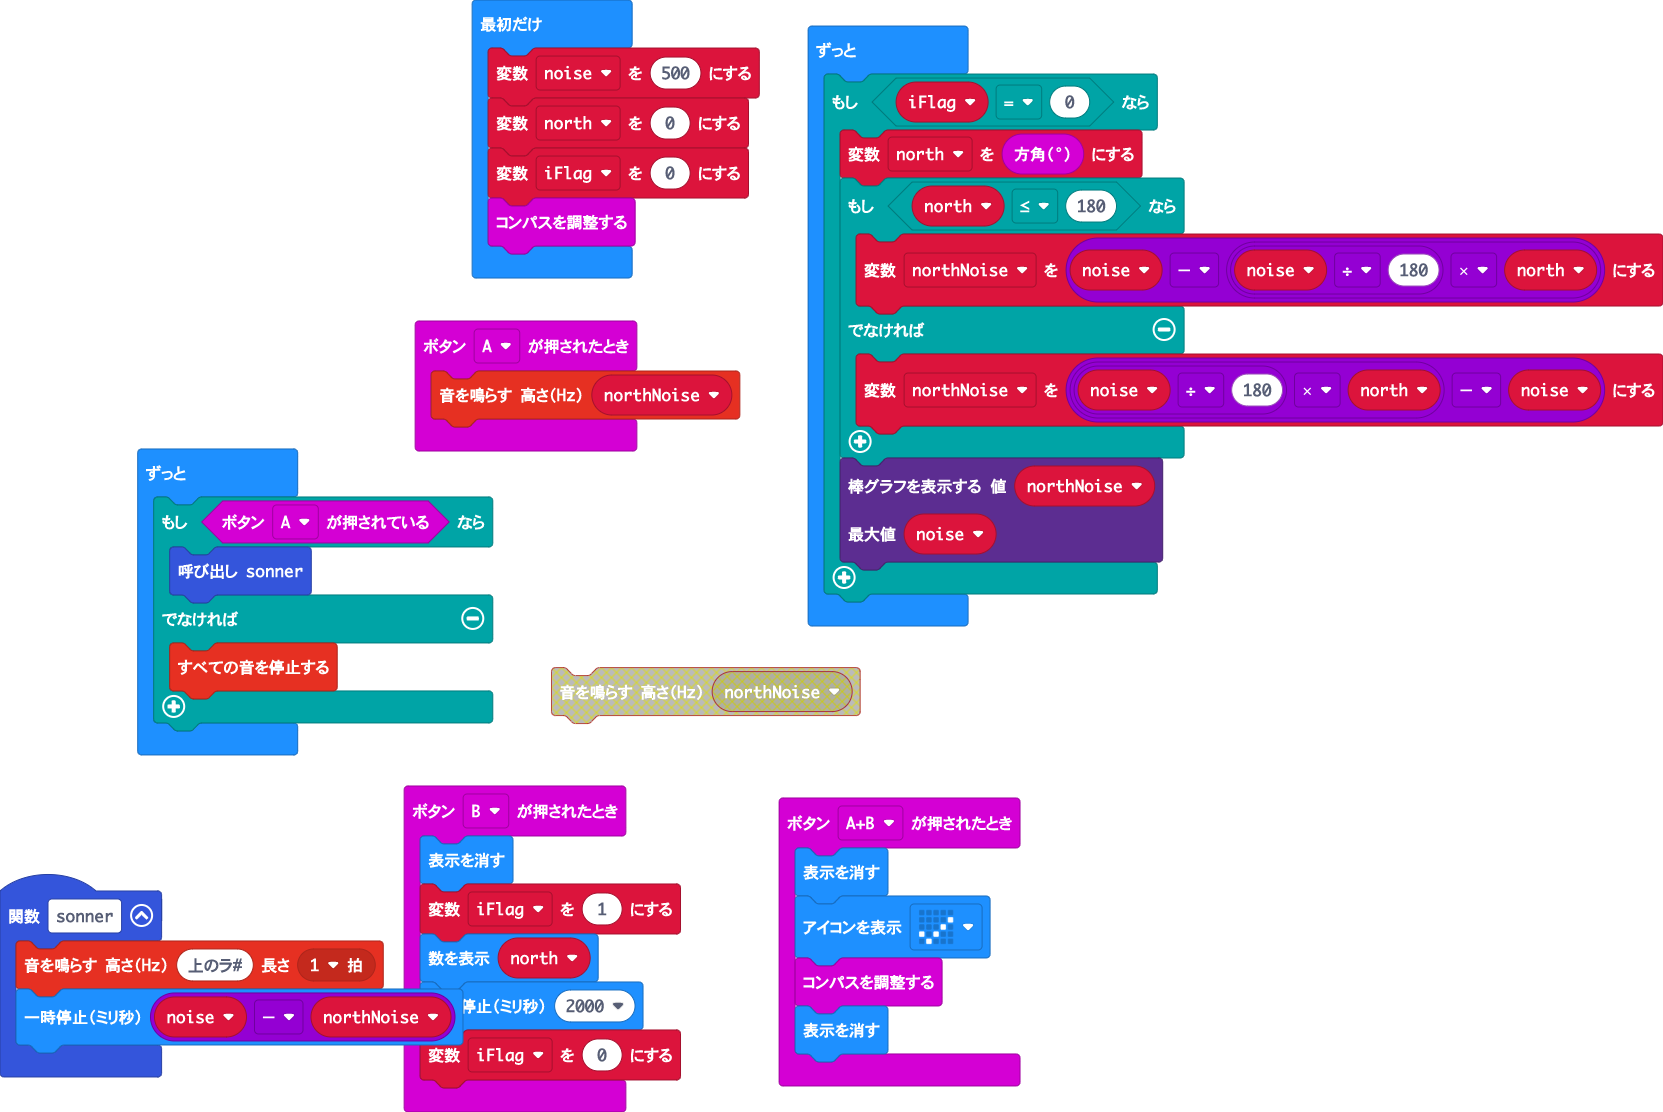 最初だけ
変数 noise を 500 にする
変数 north を 0 にする
変数 iFlag を 0 にする
コンパスを調整する
ずっと
もし iFlag = 0 なら
変数 north を 方角(°) にする
もし north ≤ 180 なら
変数 northNoise を noise - noise ÷ 180 × north にする
でなければ
変数 northNoise を noise ÷ 180 × north - noise にする
棒グラフを表示する 値 northNoise
最大値 noise
ボタン A が押されたとき
音を鳴らす 高さ(Hz) northNoise
ずっと
もし ボタン A が押されている なら
呼び出し sonner
でなければ
すべての音を停止する
音を鳴らす 高さ(Hz) northNoise
関数 sonner
音を鳴らす 高さ(Hz) 上のラ# 長さ 1 拍
一時停止(ミリ秒) noise - northNoise
ボタン B が押されたとき
表示を消す
変数 iFlag を 1 にする
数を表示 north
停止(ミリ秒) 2000
変数 iFlag を 0 にする
ボタン A+B が押されたとき
表示を消す
アイコンを表示
コンパスを調整する
表示を消す